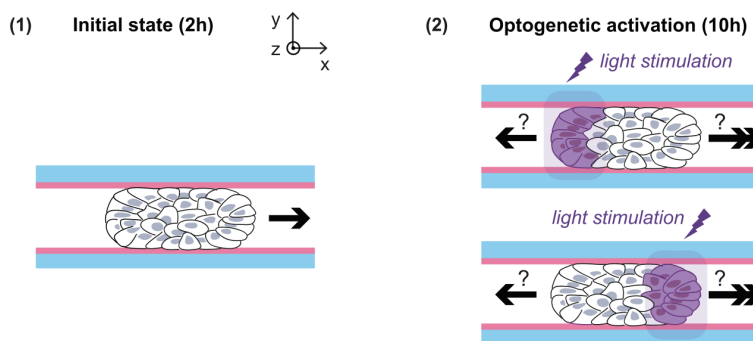 (1) Initial state (2h)
y
z
x
(2) Optogenetic activation (10h)
light stimulation
? ?
light stimulation
? ?